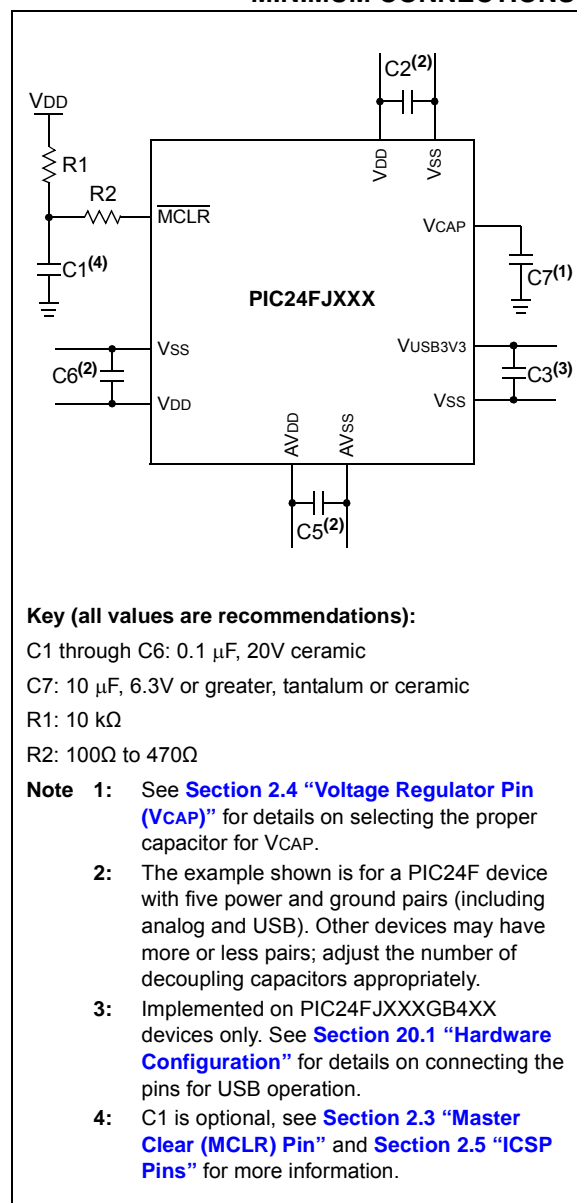 C2(2)
VDD
R1
R2
C1(4)
MCLR
VDD
VSS
VCAP
C7(1)
PIC24FJXXX
VSS
C6(2)
VDD
VUSB3V3
C3(3)
VSS
AVDD
AVSS
C5(2)
Key (all values are recommendations):
C1 through C6: 0.1 μF, 20V ceramic
C7: 10 μF, 6.3V or greater, tantalum or ceramic
R1: 10 kΩ
R2: 100Ω to 470Ω
Note 1: See Section 2.4 “Voltage Regulator Pin
(VCAP)” for details on selecting the proper
capacitor for VCAP.
2: The example shown is for a PIC24F device
with five power and ground pairs (including
analog and USB). Other devices may have
more or less pairs; adjust the number of
decoupling capacitors appropriately.
3: Implemented on PIC24FJXXXGB4XX
devices only. See Section 20.1 “Hardware
Configuration” for details on connecting the
pins for USB operation.
4: C1 is optional, see Section 2.3 “Master
Clear (MCLR) Pin” and Section 2.5 “ICSP
Pins” for more information.